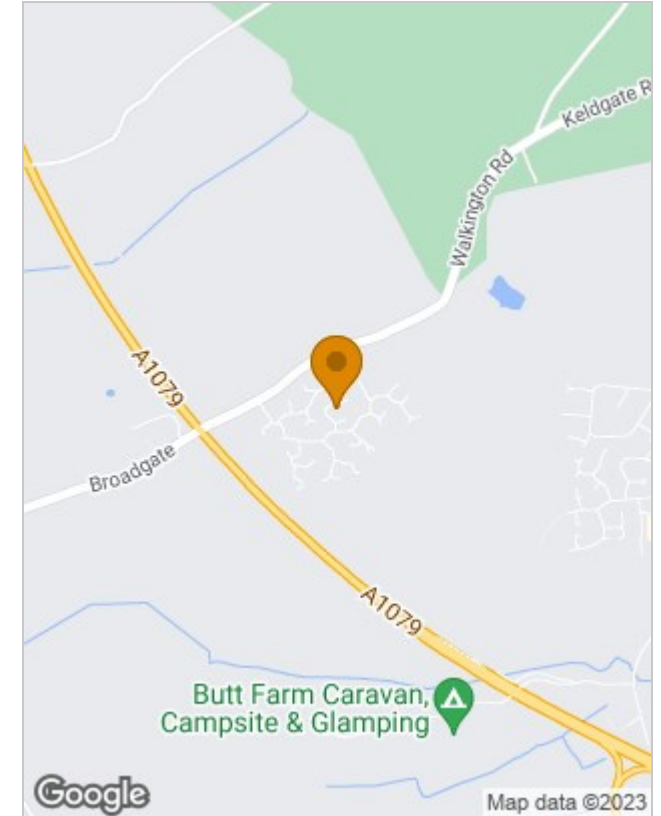 Keldgate R
Walkington Rd
A1079
Broadgate
A1079
Butt Farm Caravan,
Campsite & Glamping
Google
Map data ©2023